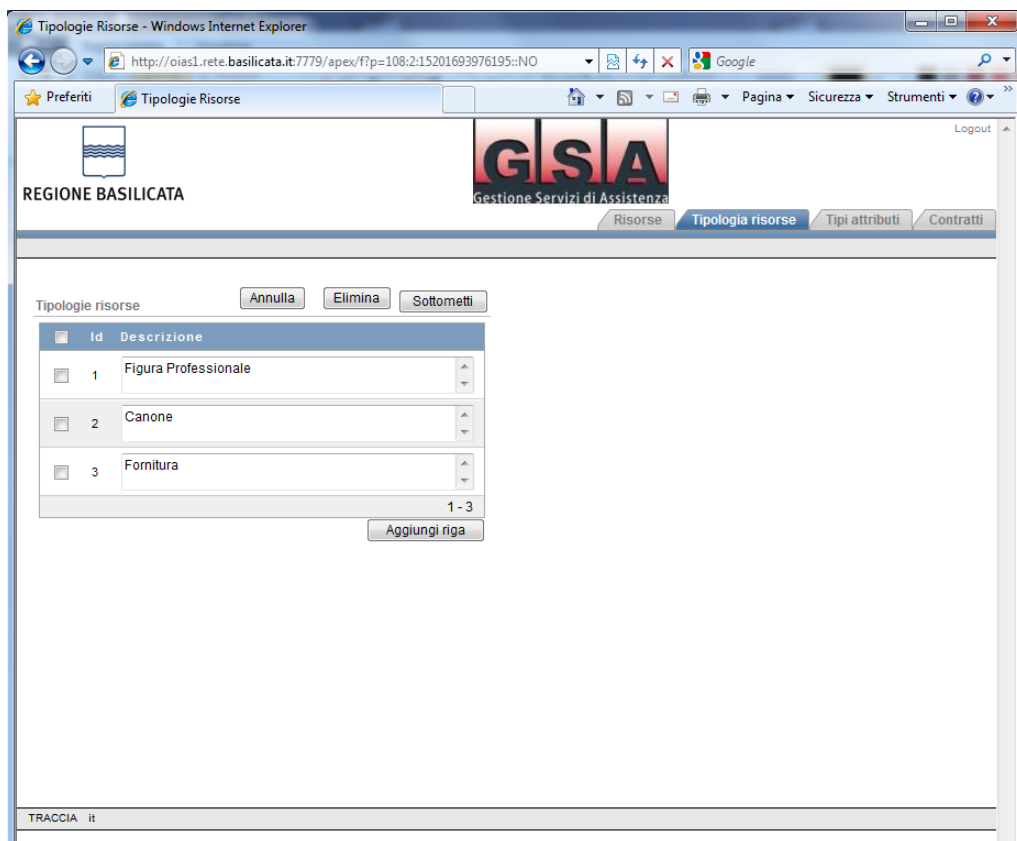 Tipologie Risorse - Windows Internet Explorer
http://oias1.rete.basilicata.it:7779/apex/f?p=108:2:15201693976195::NO
Google
Preferiti
Tipologie Risorse
Pagina
Sicurezza
Strumenti
Logout
REGIONE BASILICATA
GSA
Gestione Servizi di Assistenza
Risorse
Tipologia risorse
Tipi attributi
Contratti
Tipologie risorse
Annulla
Elimina
Sottometti
Id Descrizione
1 Figura Professionale
2 Canone
3 Fornitura
1 - 3
Aggiungi riga
TRACCIA it